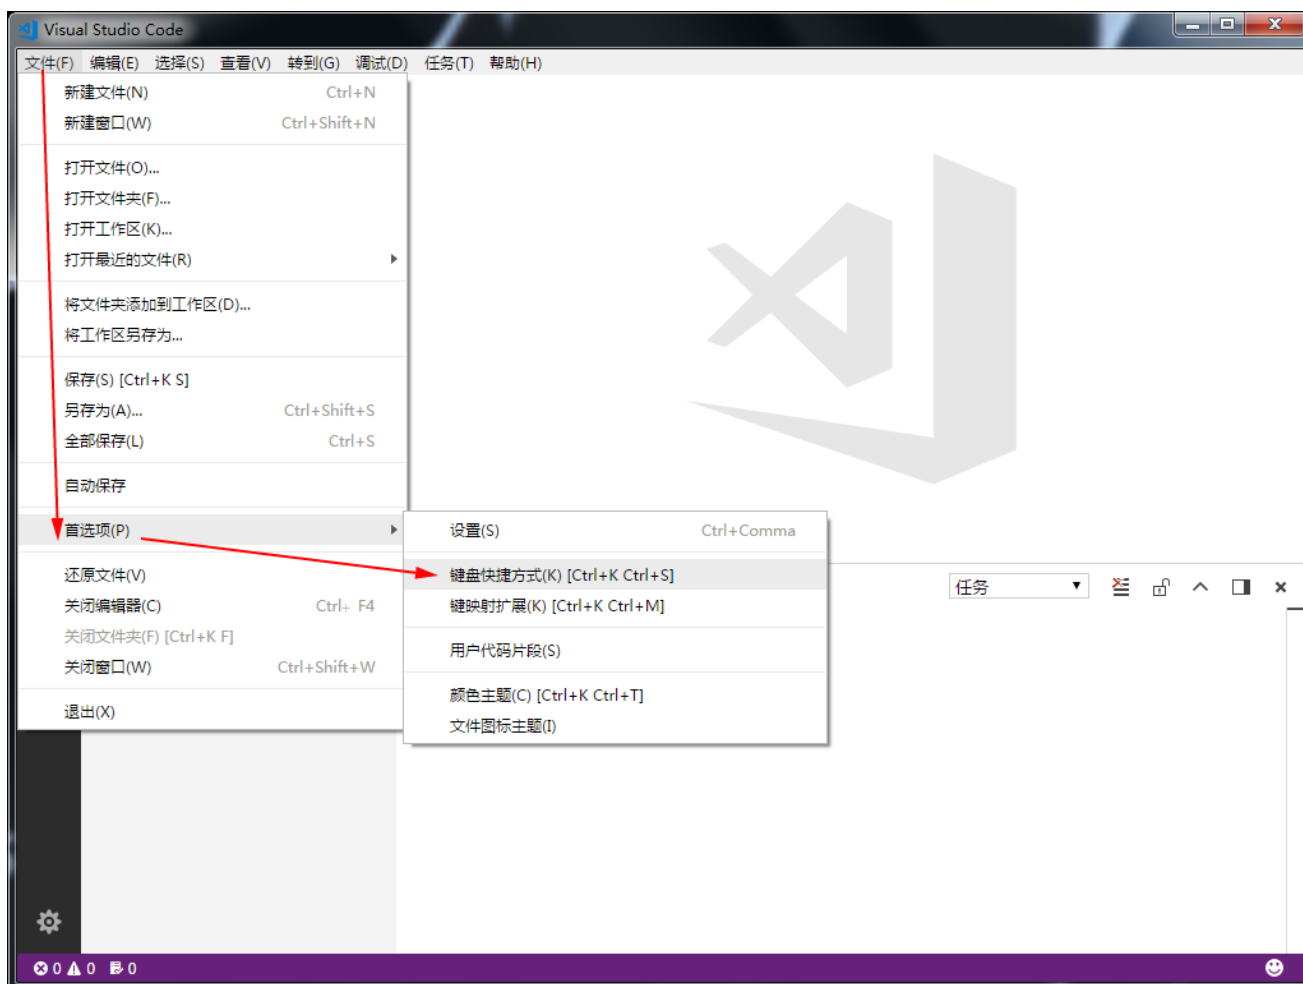 Visual Studio Code
文件(F) 编辑(E) 选择(S) 查看(V) 转到(G) 调试(D) 任务(T) 帮助(H)
新建文件(N) Ctrl+N
新建窗口(W) Ctrl+Shift+N
打开文件(O)...
打开文件夹(F)...
打开工作区(K)...
打开最近的文件(R)
将文件夹添加到工作区(D)...
将工作区另存为...
保存(S) [Ctrl+K S]
另存为(A)... Ctrl+Shift+S
全部保存(L) Ctrl+S
自动保存
首选项(P)
还原文件(V)
关闭编辑器(C) Ctrl+ F4
关闭文件夹(F) [Ctrl+K F]
关闭窗口(W) Ctrl+Shift+W
退出(X)
设置(S) Ctrl+Comma
键盘快捷方式(K) [Ctrl+K Ctrl+S]
键映射扩展(K) [Ctrl+K Ctrl+M]
用户代码片段(S)
颜色主题(C) [Ctrl+K Ctrl+T]
文件图标主题(I)
任务
0 0 0